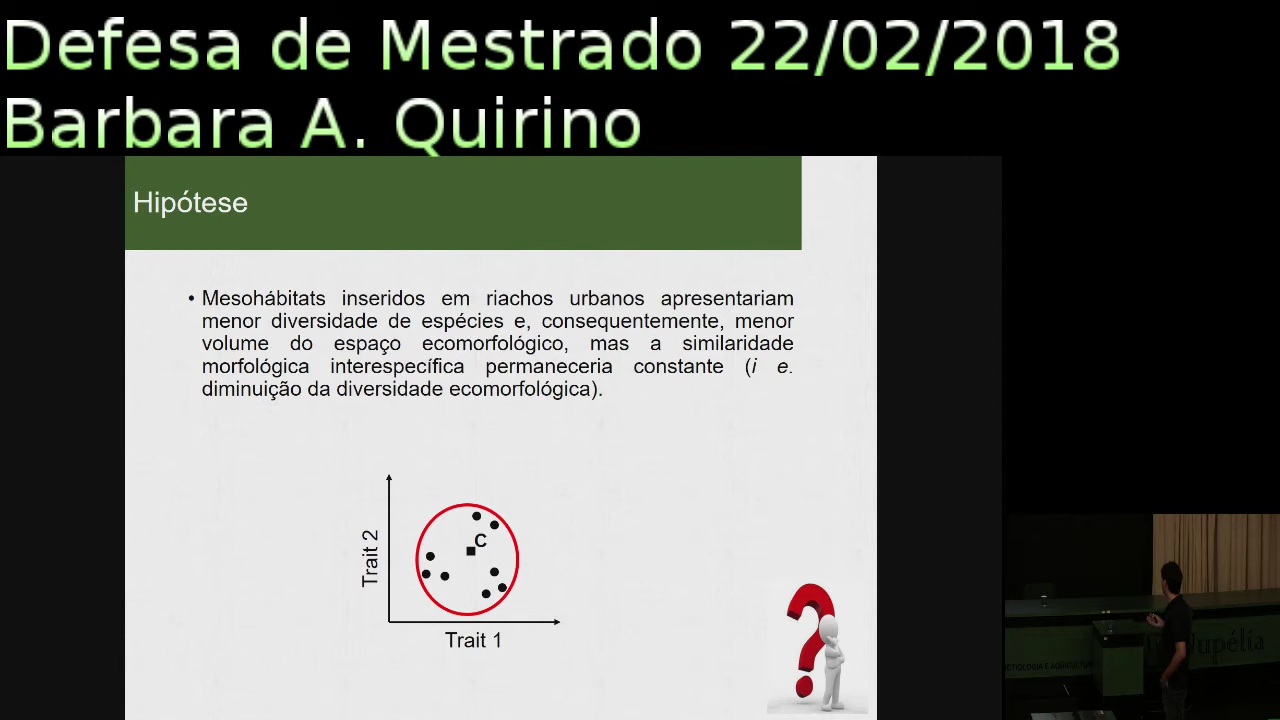 Defesa de Mestrado 22/02/2018
Barbara A. Quirino
Hipótese
• Mesohábitats inseridos em riachos urbanos apresentariam
menor diversidade de espécies e, consequentemente, menor
volume do espaço ecomorfológico, mas a similaridade
morfológica interespecífica permaneceria constante (i e.
diminuição da diversidade ecomorfológica).
C
Trait 2
Trait 1